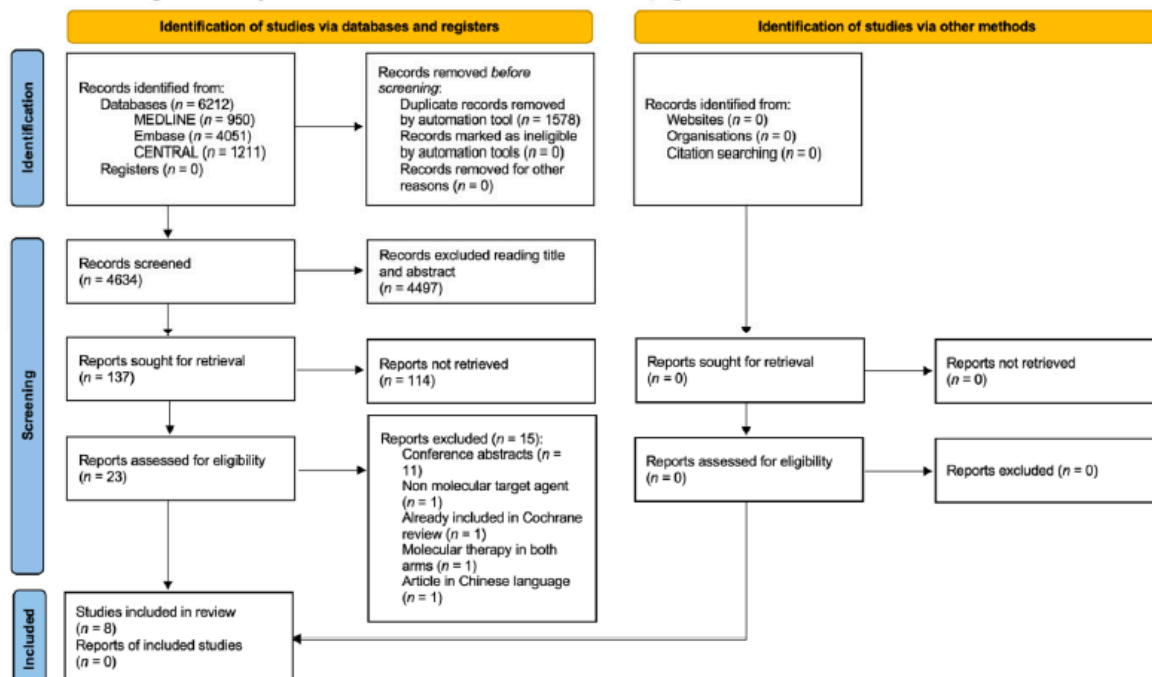 Identification of studies via databases and registers
Identification of studies via other methods
Identification
Records identified from:
Databases (n = 6212)
MEDLINE (n = 950)
Embase (n = 4051)
CENTRAL (n = 1211)
Registers (n = 0)
Records removed before
screening:
Duplicate records removed
by automation tool (n = 1578)
Records marked as ineligible
by automation tools (n = 0)
Records removed for other
reasons (n = 0)
Records identified from:
Websites (n = 0)
Organisations (n = 0)
Citation searching (n = 0)
Screening
Records screened
(n = 4634)
Records excluded reading title
and abstract
(n = 4497)
Reports sought for retrieval
(n = 137)
Reports not retrieved
(n = 114)
Reports sought for retrieval
(n = 0)
Reports not retrieved
(n = 0)
Reports assessed for eligibility
(n = 23)
Reports excluded (n = 15):
Conference abstracts (n =
11)
Non molecular target agent
(n = 1)
Already included in Cochrane
review (n = 1)
Molecular therapy in both
arms (n = 1)
Article in Chinese language
(n = 1)
Reports assessed for eligibility
(n = 0)
Reports excluded (n = 0)
Included
Studies included in review
(n = 8)
Reports of included studies
(n = 0)